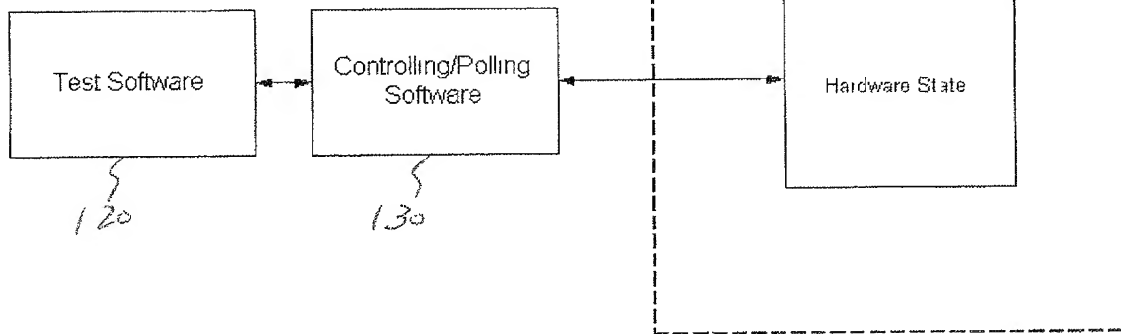 Test Software
Controlling/Polling
Software
Hardware State
120
130